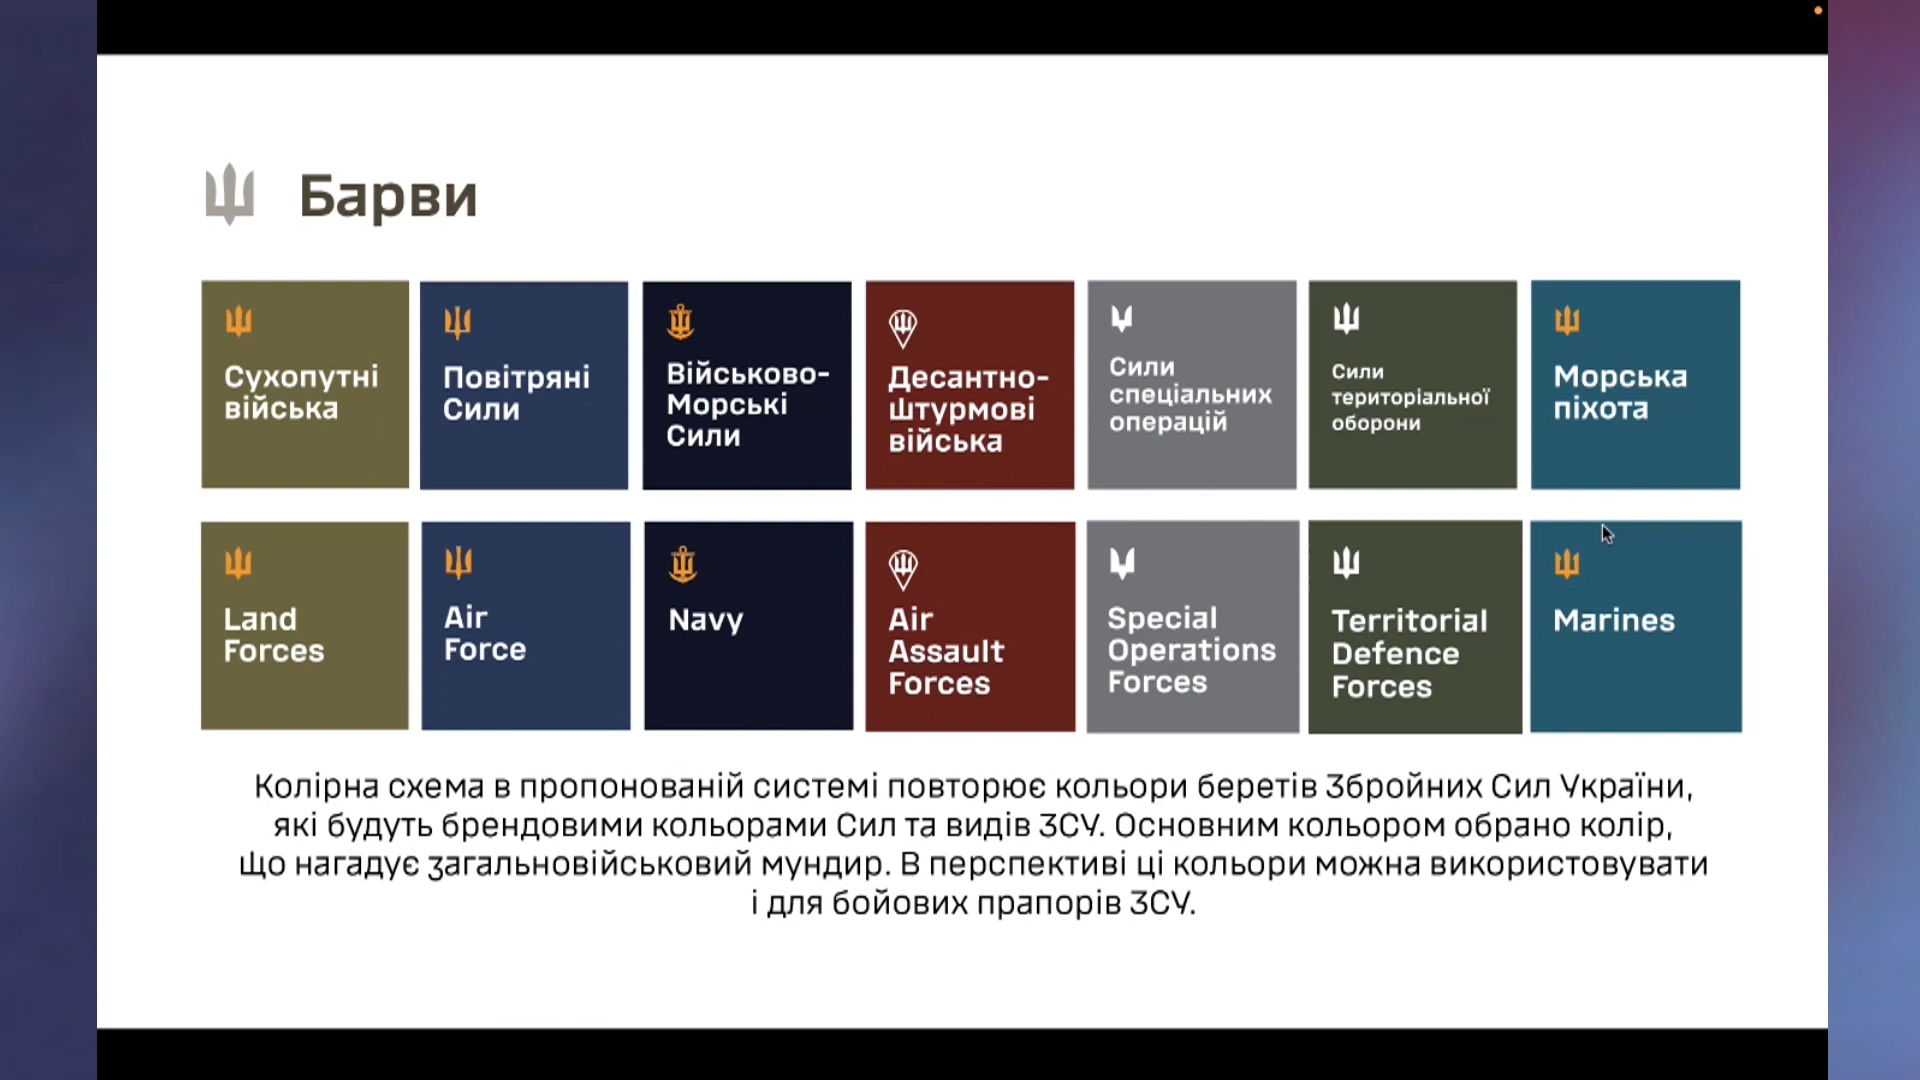 Барви
Сухопутні
війська
Повітряні
Сили
Військово-
Морські
Сили
Десантно-
штурмові
війська
Сили
спеціальних
операцій
Сили
територіальної
оборони
Морська
піхота
Land
Forces
Air
Force
Navy
Air
Assault
Forces
Special
Operations
Forces
Territorial
Defence
Forces
Marines
Колірна схема в пропонованій системі повторює кольори беретів Збройних Сил України,
які будуть брендовими кольорами Сил та видів ЗСУ. Основним кольором обрано колір,
що нагадує загальновійськовий мундир. В перспективі ці кольори можна використовувати
і для бойових прапорів ЗСУ.